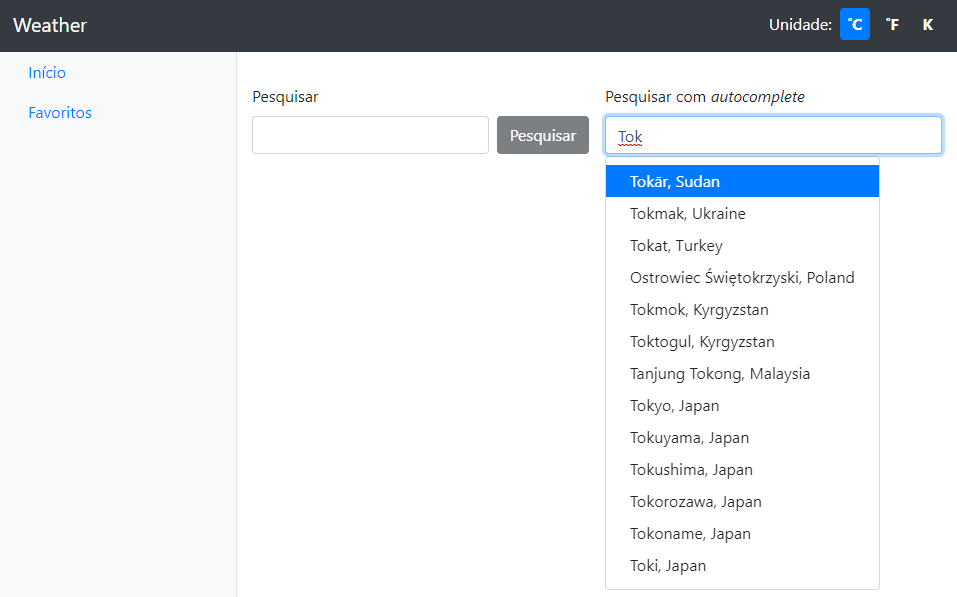 Weather
Unidade: °C °F K
Início
Favoritos
Pesquisar
Pesquisar
Pesquisar com autocomplete
Tok
Tokār, Sudan
Tokmak, Ukraine
Tokat, Turkey
Ostrowiec Świętokrzyski, Poland
Tokmok, Kyrgyzstan
Toktogul, Kyrgyzstan
Tanjung Tokong, Malaysia
Tokyo, Japan
Tokuyama, Japan
Tokushima, Japan
Tokorozawa, Japan
Tokoname, Japan
Toki, Japan